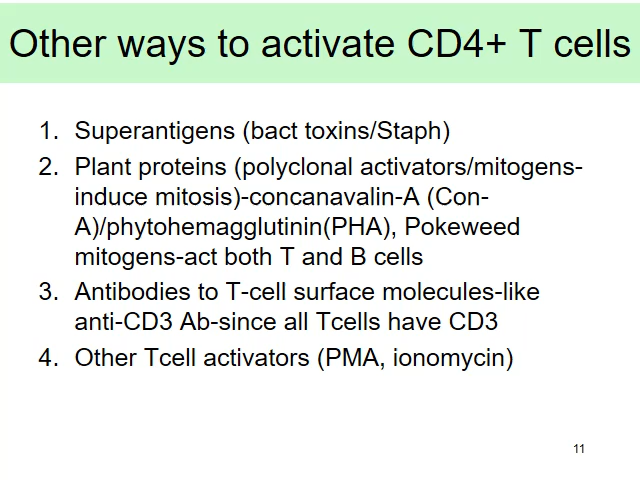 Other ways to activate CD4+ T cells
1. Superantigens (bact toxins/Staph)
2. Plant proteins (polyclonal activators/mitogens-
induce mitosis)-concanavalin-A (Con-
A)/phytohemagglutinin(PHA), Pokeweed
mitogens-act both T and B cells
3. Antibodies to T-cell surface molecules-like
anti-CD3 Ab-since all Tcells have CD3
4. Other Tcell activators (PMA, ionomycin)
11